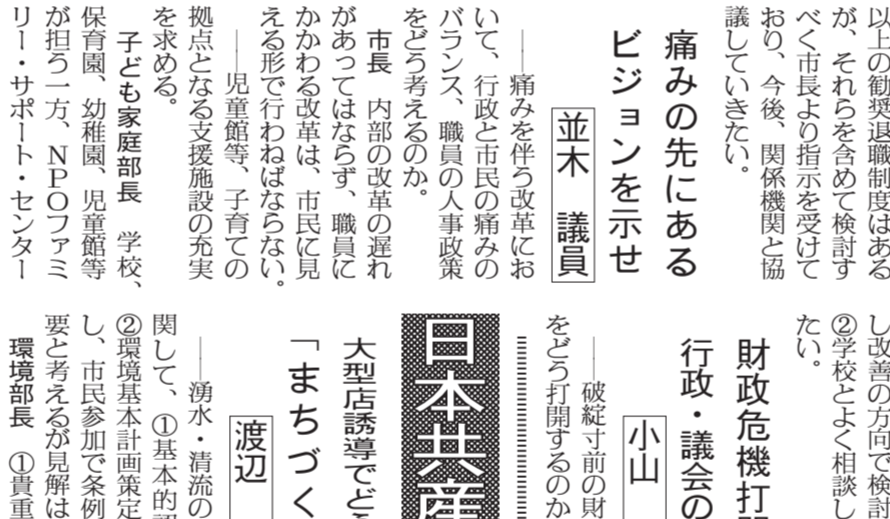 以上の勧奨退職制度はある
が、それらを含めて検討す
べく市長より指示を受けて
おり、今後、関係機関と協
議していきたい。
痛みの先にある
ビジョンを示せ
並木　議員
――痛みを伴う改革にお
いて、行政と市民の痛みの
バランス、職員の人事政策
をどう考えるのか。
市長　内部の改革の遅れ
があってはならず、職員に
かかわる改革は、市民に見
える形で行わねばならない。
――児童館等、子育ての
拠点となる支援施設の充実
を求める。
子ども家庭部長　学校、
保育園、幼稚園、児童館等
が担う一方、NPOファミ
リー・サポート・センター
し改善の方向で検討
②学校とよく相談し
たい。
財政危機打開
行政・議会の
小山
――破綻寸前の財
をどう打開するのか
日本共産
大型店誘導でどう
「まちづく
渡辺
――湧水・清流の
関して、①基本的認
②環境基本計画策定
し、市民参加で条例
要と考えるが見解は
環境部長　①貴重